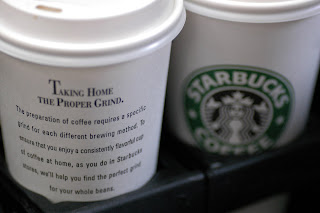 TAKING HOME
THE PROPER GRIND.
The preparation of coffee requires a specific
grind for each different brewing method. To
ensure that you enjoy a consistently flavorful cup
of coffee at home, as you do in Starbucks
stores, we'll help you find the perfect grind
for your whole beans.
STARBUCKS
COFFEE